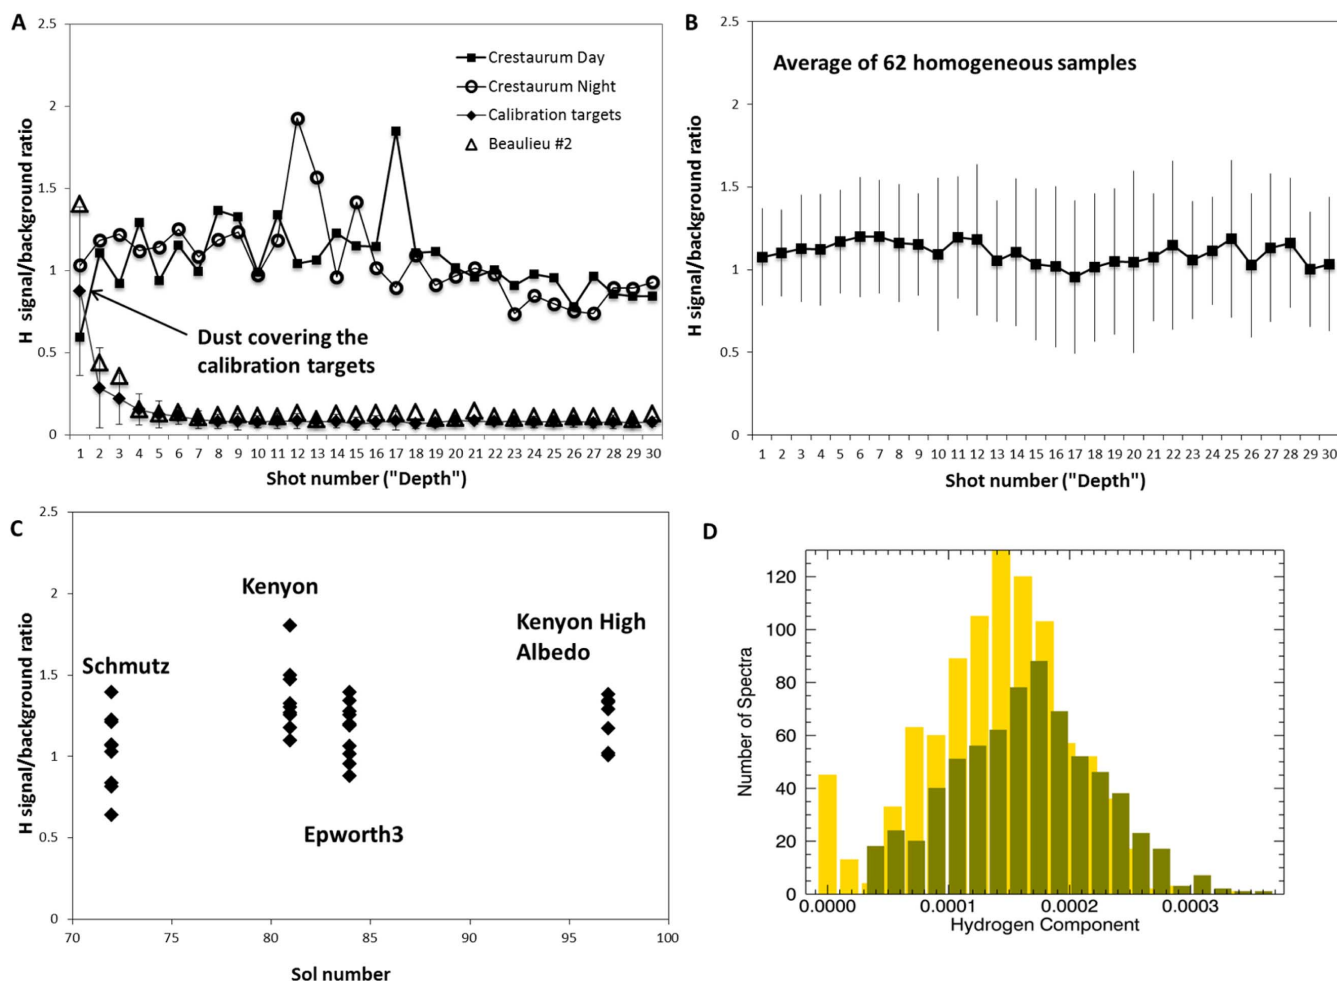 A
2.5
2
1.5
1
0.5
0
H signal/background ratio
Crestaurum Day
Crestaurum Night
Calibration targets
Beaulieu #2
Dust covering the
calibration targets
1 2 3 4 5 6 7 8 9 10 11 12 13 14 15 16 17 18 19 20 21 22 23 24 25 26 27 28 29 30
Shot number ("Depth")
B
2.5
2
1.5
1
0.5
0
H signal/background ratio
Average of 62 homogeneous samples
1 2 3 4 5 6 7 8 9 10 11 12 13 14 15 16 17 18 19 20 21 22 23 24 25 26 27 28 29 30
Shot number ("Depth")
C
2.5
2
1.5
1
0.5
0
H signal/background ratio
Schmutz
Kenyon
Epworth3
Kenyon High
Albedo
70 75 80 85 90 95 100
Sol number
D
120
100
80
60
40
20
0
Number of Spectra
0.0000 0.0001 0.0002 0.0003
Hydrogen Component